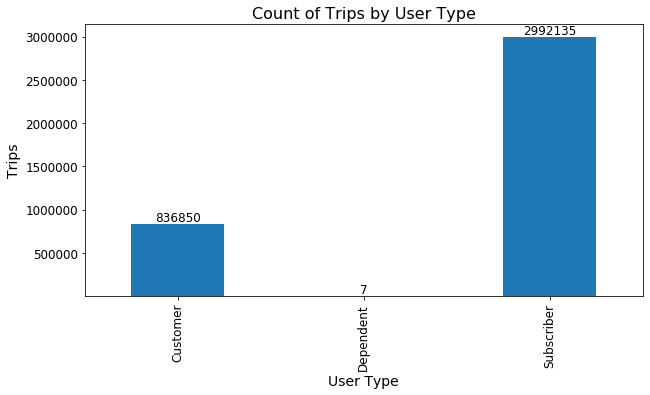 Count of Trips by User Type
2992135
3000000
2500000
2000000
1500000
1000000
500000
836850
7
Trips
Customer
Dependent
Subscriber
User Type